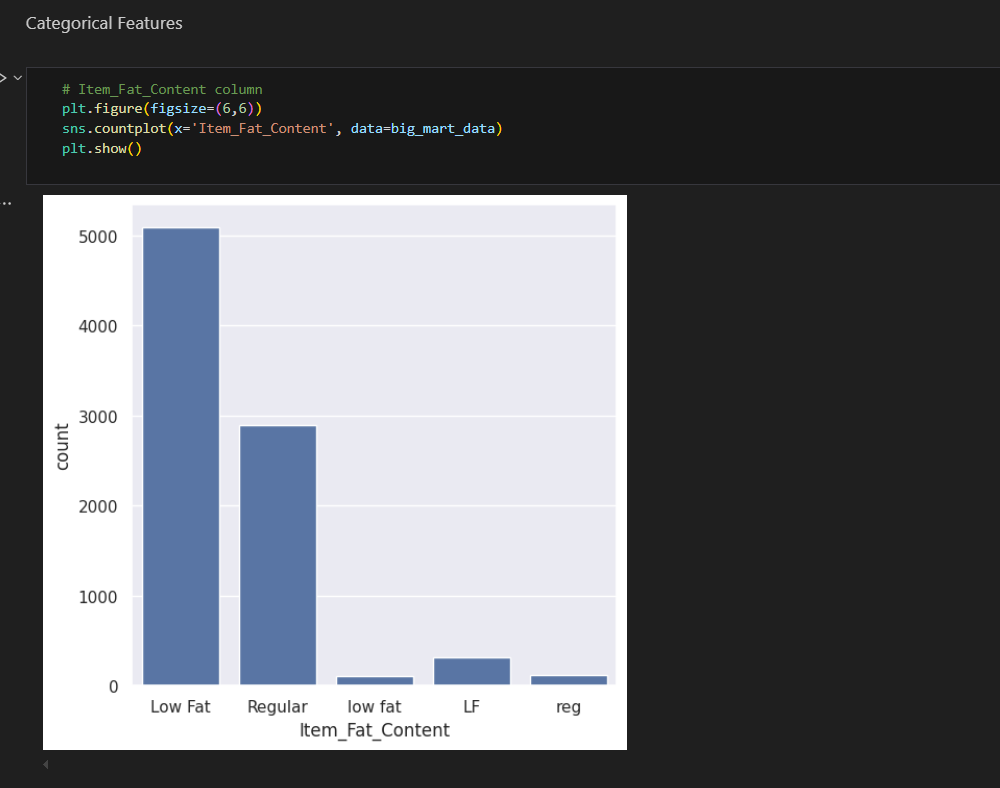 Categorical Features
# Item_Fat_Content column
plt.figure(figsize=(6,6))
sns.countplot(x='Item_Fat_Content', data=big_mart_data)
plt.show()
...
5000
4000
3000
2000
1000
0
count
Low Fat Regular low fat LF reg
Item_Fat_Content